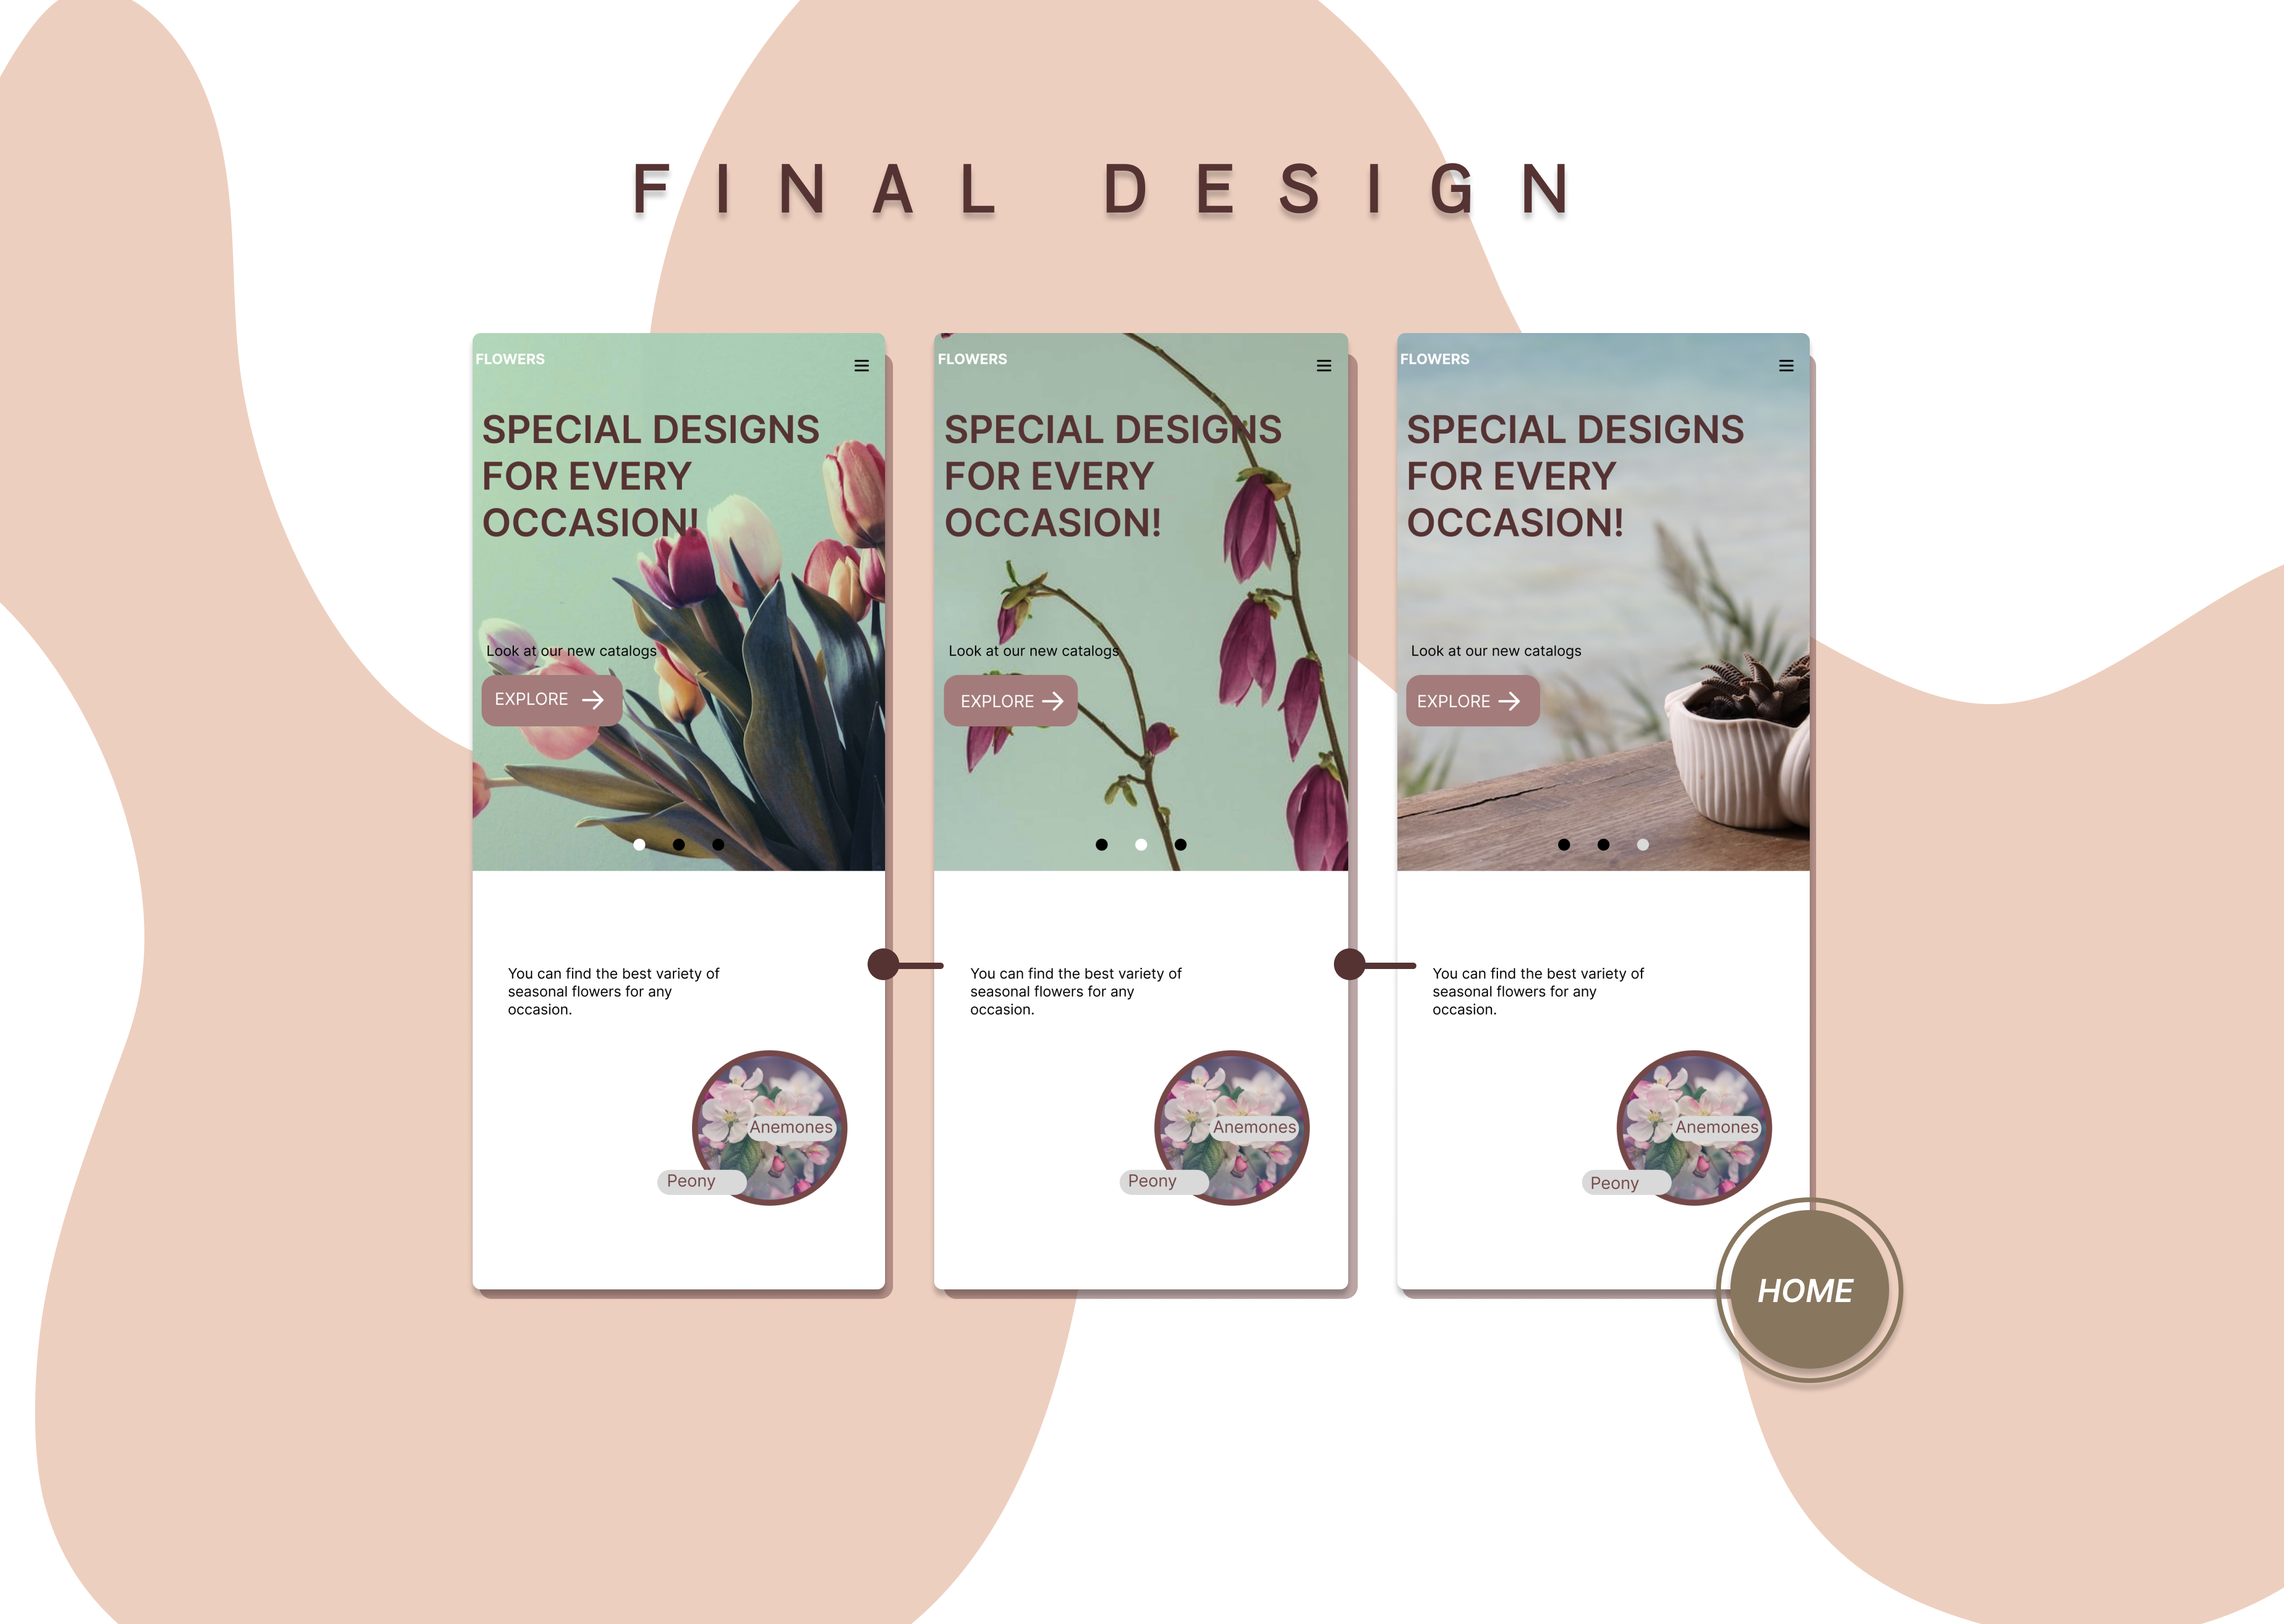 FINAL DESIGN
FLOWERS
SPECIAL DESIGNS
FOR EVERY
OCCASION!
Look at our new catalogs
EXPLORE
You can find the best variety of
seasonal flowers for any
occasion.
Anemones
Peony
FLOWERS
SPECIAL DESIGNS
FOR EVERY
OCCASION!
Look at our new catalogs
EXPLORE
You can find the best variety of
seasonal flowers for any
occasion.
Anemones
Peony
FLOWERS
SPECIAL DESIGNS
FOR EVERY
OCCASION!
Look at our new catalogs
EXPLORE
You can find the best variety of
seasonal flowers for any
occasion.
Anemones
Peony
HOME